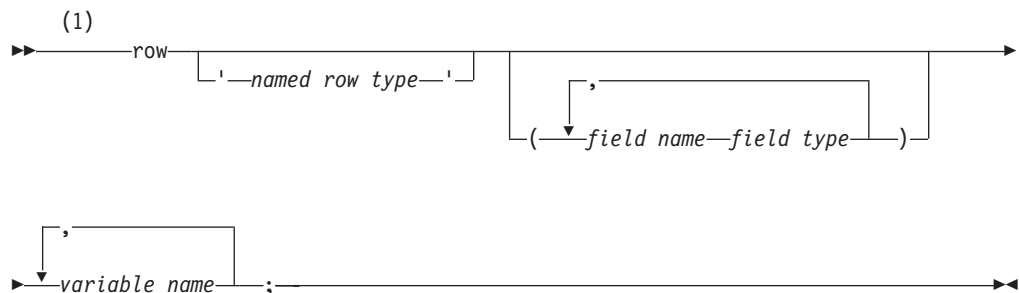 (1)
row
' named row type '
,
( field name field type )
,
variable name ;